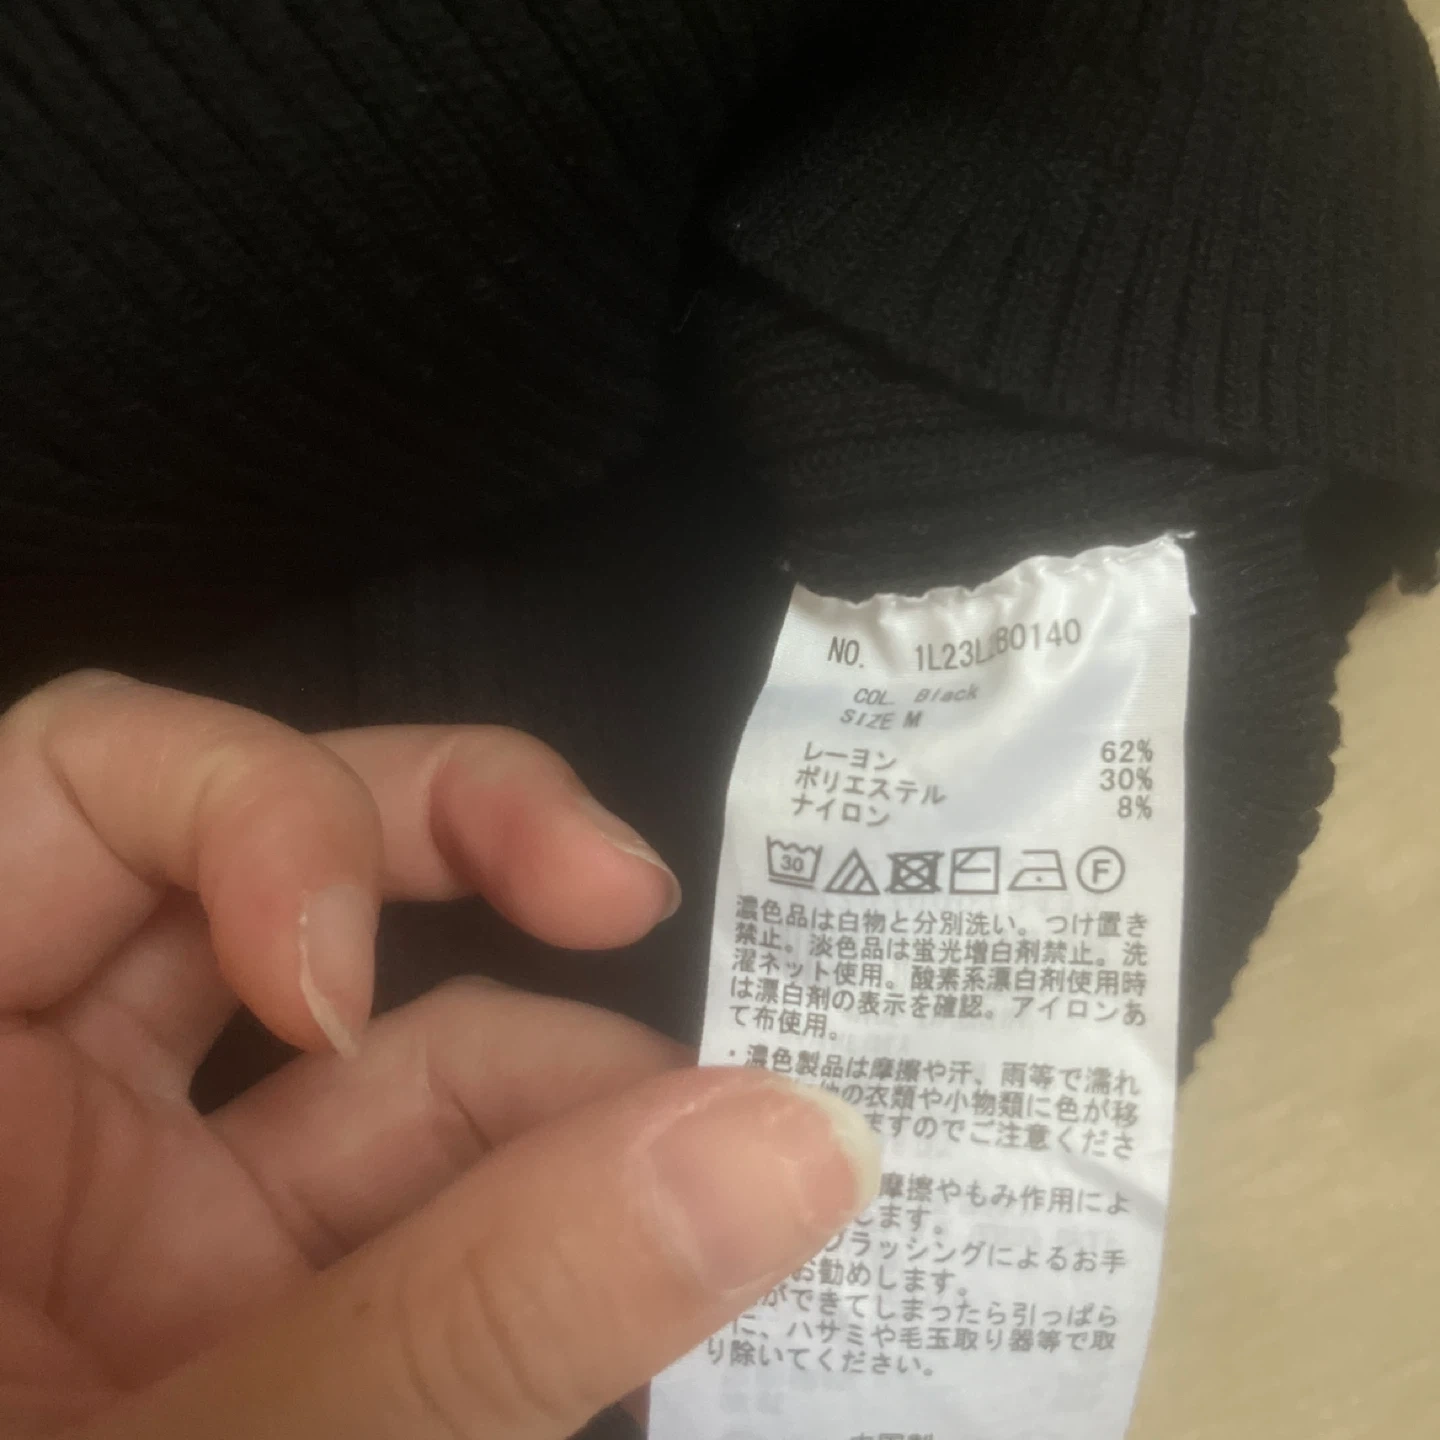 NO. 1L23L
COL. Black
SIZE M
レーヨン 62%
ポリエステル 30%
ナイロン 8%
30
F
濃色品は白物と分別洗い。つけ置き
禁止。淡色品は蛍光増白剤禁止。洗
濯ネット使用。酸素系漂白剤使用時
は漂白剤の表示を確認。アイロンあ
て布使用。
・濃色製品は摩擦や汗、雨等で濡れ
の衣類や小物類に色が移
ますのでご注意くださ
摩擦やもみ作用によ
します。
ブラッシングによるお手
お勧めします。
ができてしまったら引っぱら
に、ハサミや毛玉取り器等で取
り除いてください。